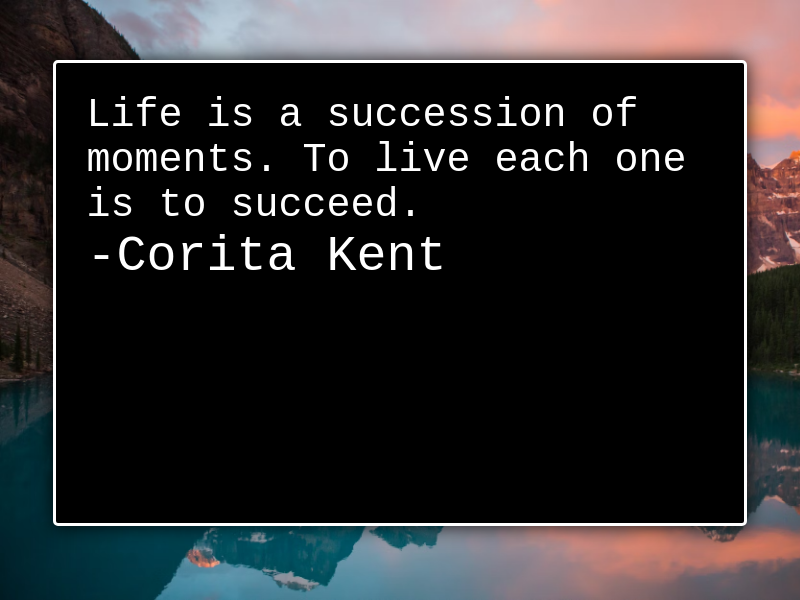 Life is a succession of
moments. To live each one
is to succeed.
-Corita Kent